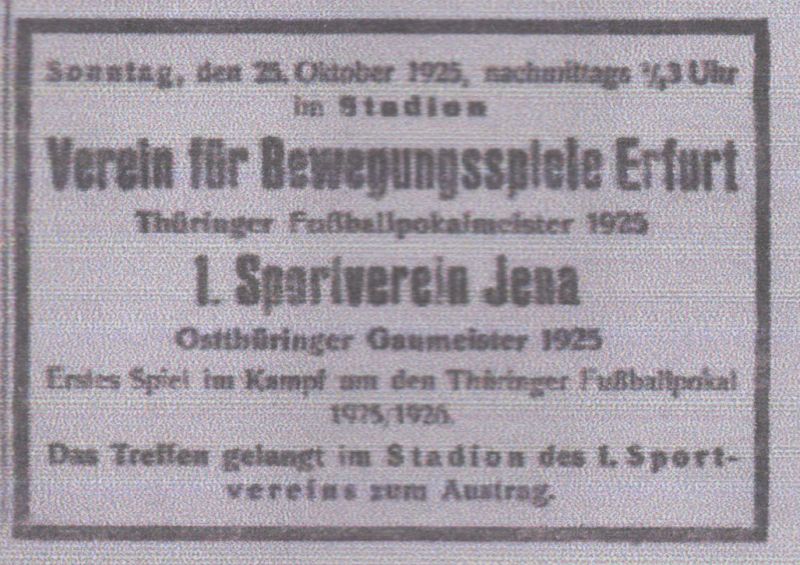 Sonntag, den 25. Oktober 1925, nachmittags 3 Uhr
im Stadion
Verein für Bewegungsspiele Erfurt
Thüringer Fußballpokalmeister 1925
1. Sportverein Jena
Ostthüringer Gaumeister 1925
Erstes Spiel im Kampf um den Thüringer Fußballpokal
1925/1926.
Das Treffen gelangt im Stadion des 1. Sport-
vereins zum Austrag.